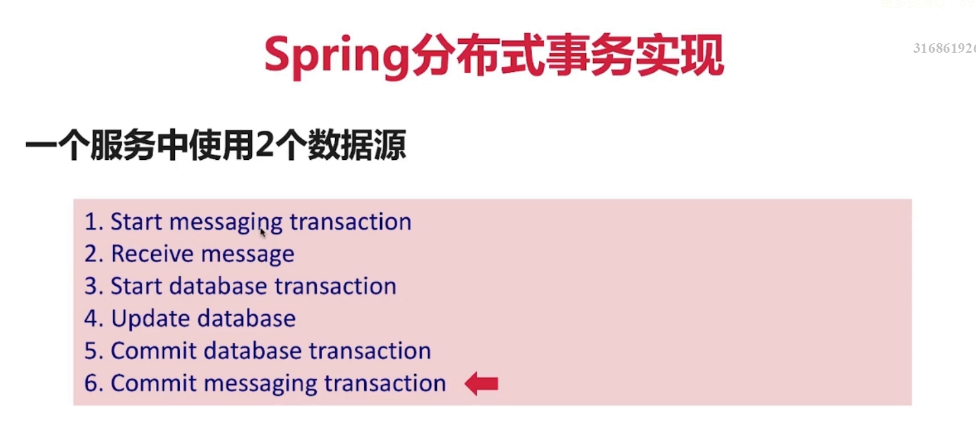 Spring分布式事务实现
一个服务中使用2个数据源
1. Start messaging transaction
2. Receive message
3. Start database transaction
4. Update database
5. Commit database transaction
6. Commit messaging transaction